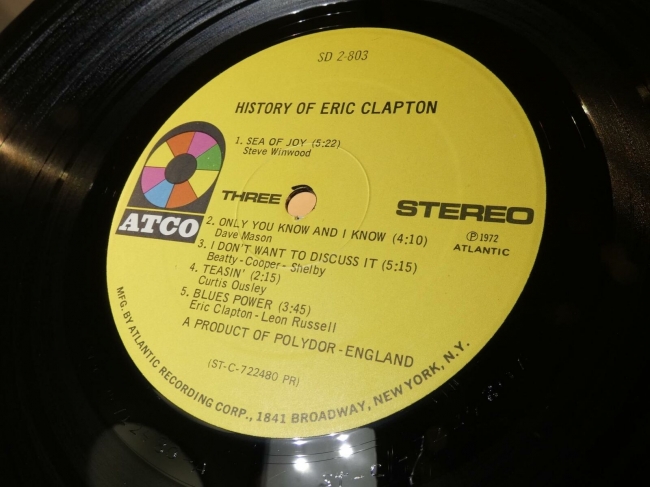 SD 2-803
HISTORY OF ERIC CLAPTON
1. SEA OF JOY (5:22)
Steve Winwood
ATCO
THREE
STEREO
Ⓟ 1972
ATLANTIC
2. ONLY YOU KNOW AND I KNOW (4:10)
Dave Mason
3. I DON'T WANT TO DISCUSS IT (5:15)
Beatty - Cooper - Shelby
4. TEASIN' (2:15)
Curtis Ousley
5. BLUES POWER (3:45)
Eric Clapton - Leon Russell
A PRODUCT OF POLYDOR - ENGLAND
(ST-C-722480 PR)
MFG. BY ATLANTIC RECORDING CORP., 1841 BROADWAY, NEW YORK, N.Y.